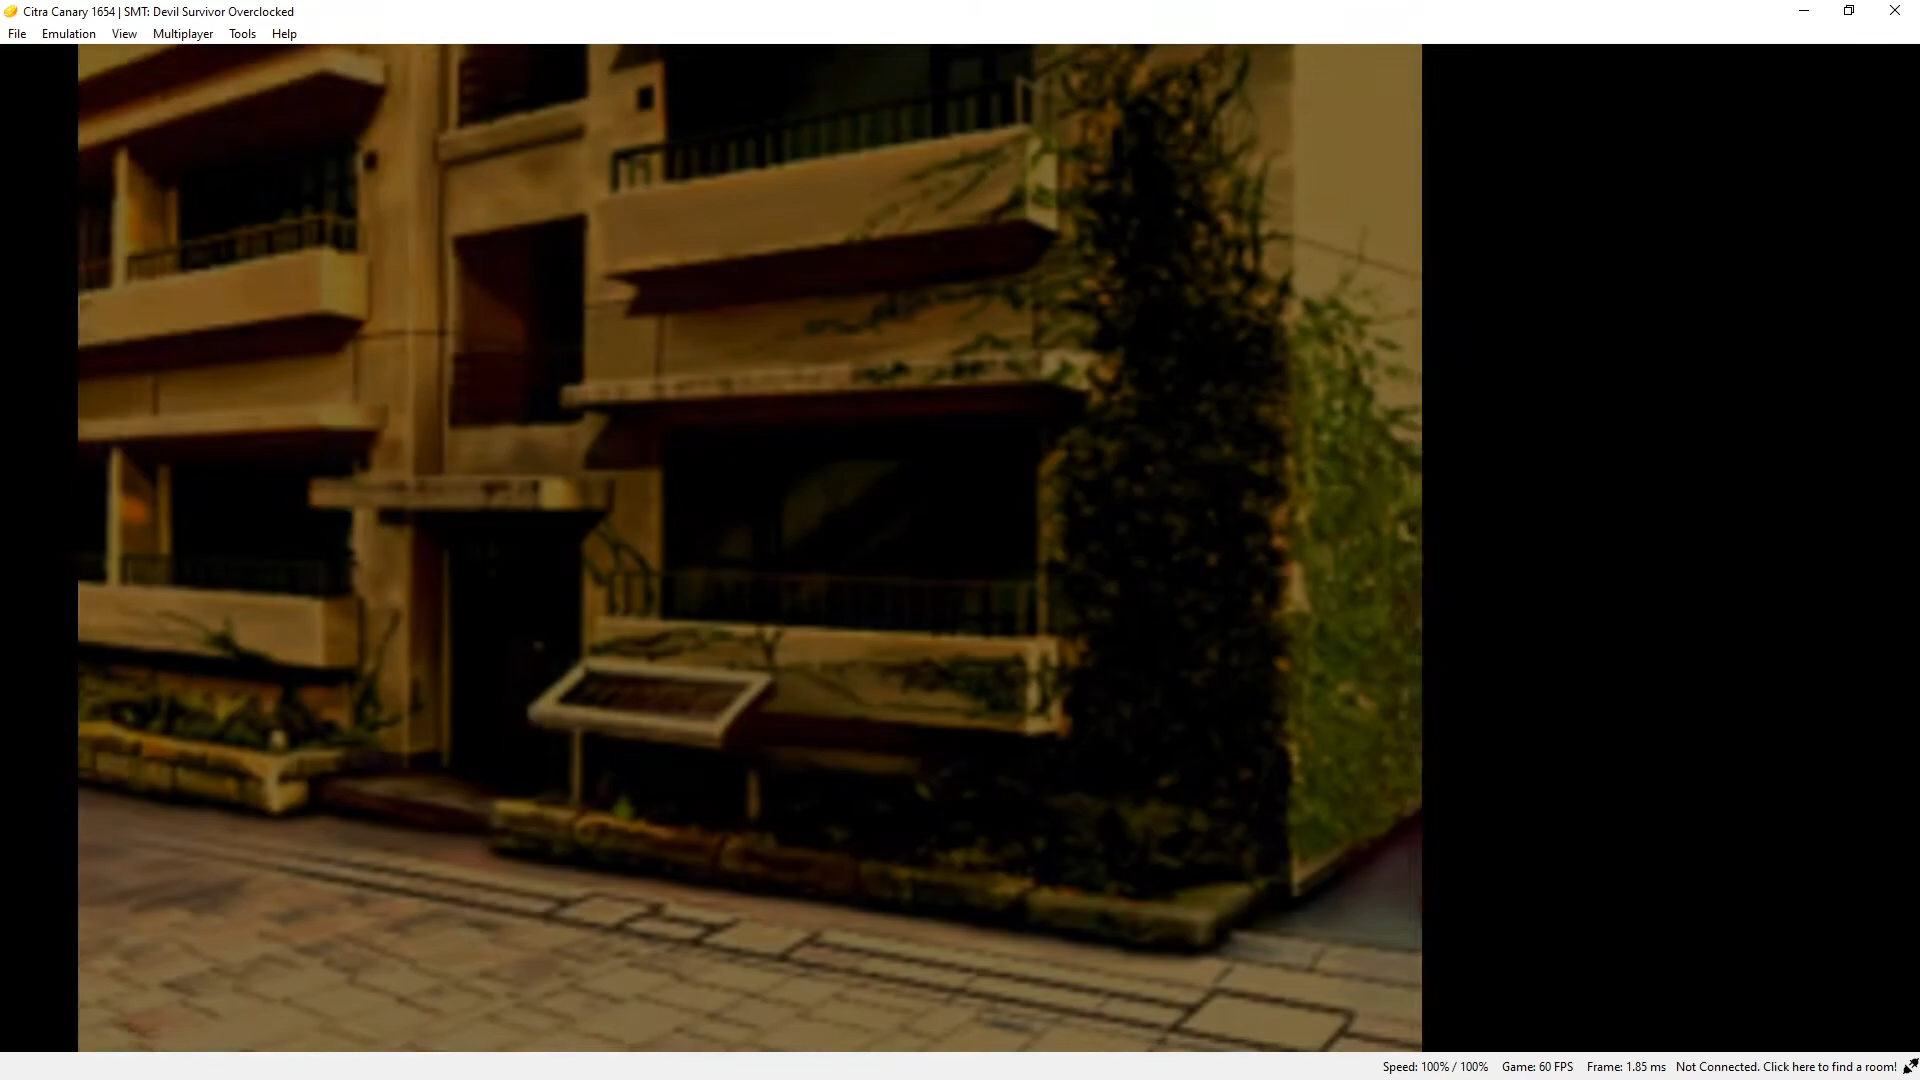 Citra Canary 1654 | SMT: Devil Survivor Overclocked
File Emulation View Multiplayer Tools Help
Speed: 100% / 100% Game: 60 FPS Frame: 1.85 ms Not Connected. Click here to find a room!